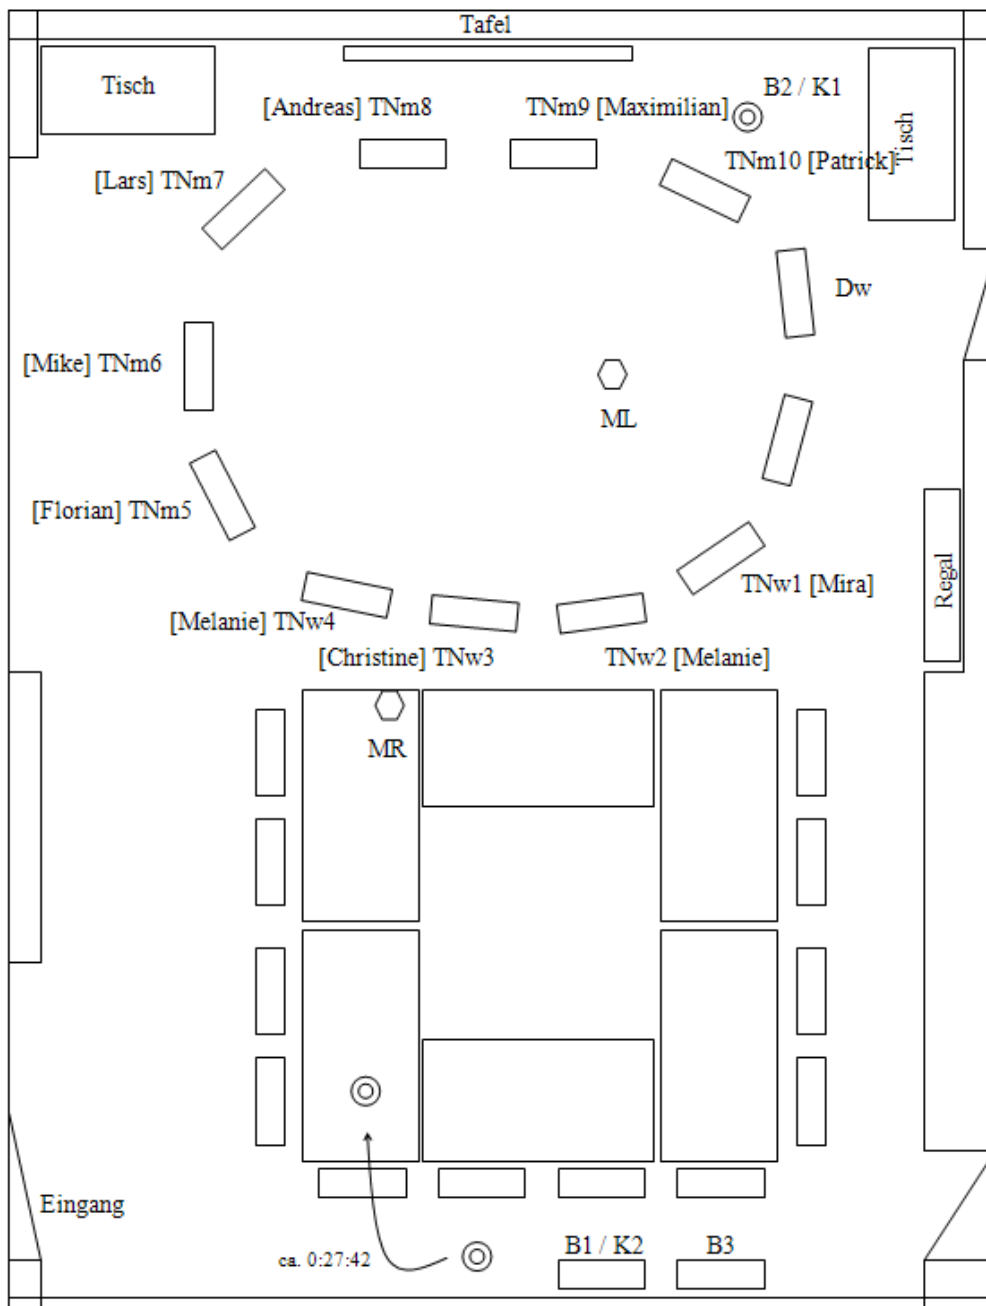 Tafel
Tisch
B2 / K1
[Andreas] TNm8
TNm9 [Maximilian]
Tisch
TNm10 [Patrick]
[Lars] TNm7
Dw
[Mike] TNm6
ML
[Florian] TNm5
Regal
TNw1 [Mira]
[Melanie] TNw4
[Christine] TNw3
TNw2 [Melanie]
MR
Eingang
ca. 0:27:42
B1 / K2
B3